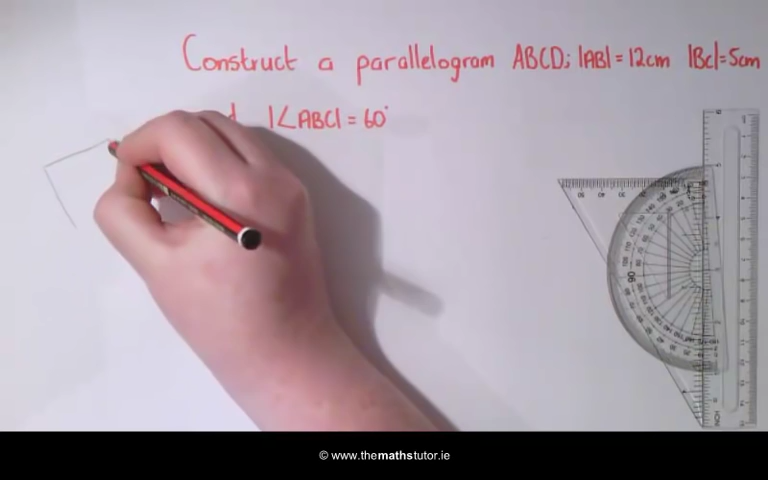 Construct a parallelogram ABCD; |AB| = 12cm |BC|=5cm
|∠ABC| = 60°
© www.themathstutor.ie